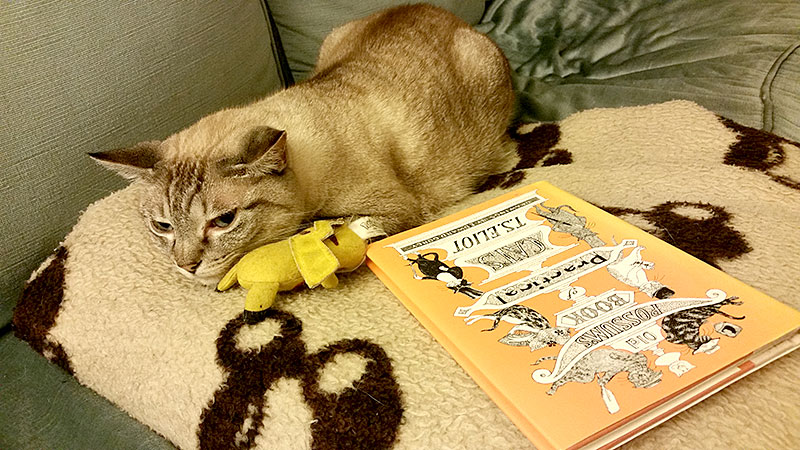 Old
POSSUM'S
BOOK
Practical
CATS
T.S. ELIOT